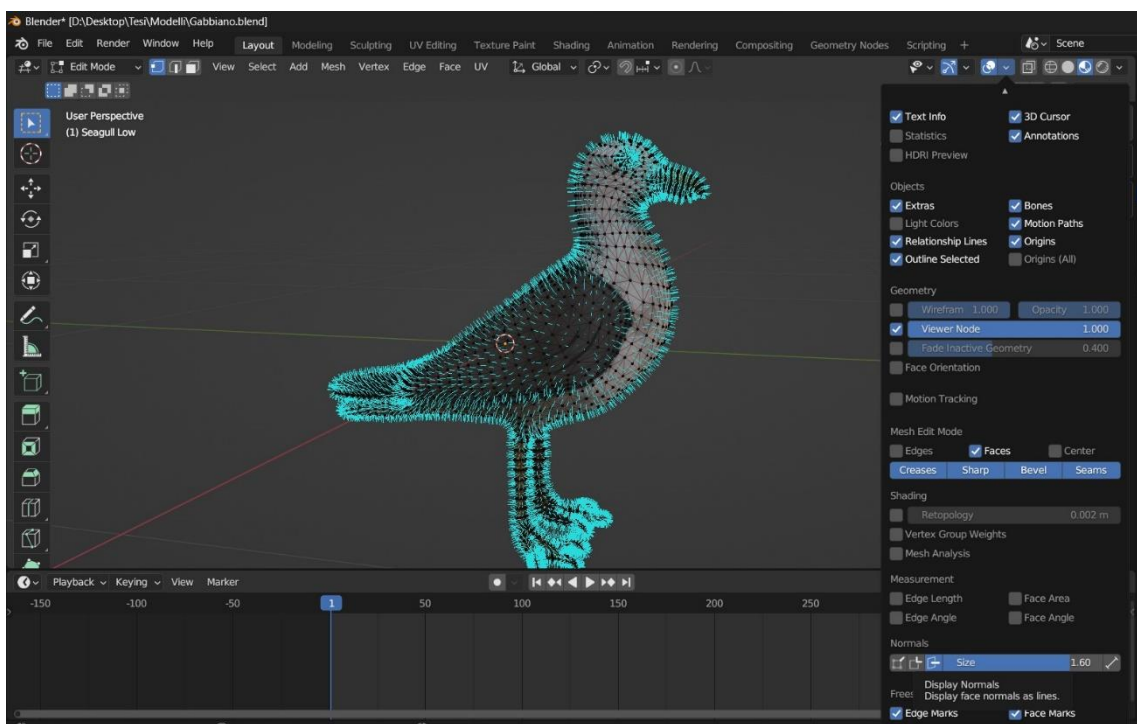 Blender* [D:\Desktop\Tesi\Modelli\Gabbiano.blend]
File Edit Render Window Help Layout Modeling Sculpting UV Editing Texture Paint Shading Animation Rendering Compositing Geometry Nodes Scripting + Scene
Edit Mode View Select Add Mesh Vertex Edge Face UV Global
User Perspective
(1) Seagull Low
Text Info 3D Cursor
Statistics Annotations
HDRI Preview
Objects
Extras Bones
Light Colors Motion Paths
Relationship Lines Origins
Outline Selected Origins (All)
Geometry
Wirefram 1.000 Opacity 1.000
Viewer Node 1.000
Fade Inactive Geometry 0.400
Face Orientation
Motion Tracking
Mesh Edit Mode
Edges Faces Center
Creases Sharp Bevel Seams
Shading
Retopology 0.002 m
Vertex Group Weights
Mesh Analysis
Measurement
Edge Length Face Area
Edge Angle Face Angle
Normals
Size 1.60
Display Normals
Frees Display face normals as lines.
Edge Marks Face Marks
Playback Keying View Marker
-150 -100 -50 1 50 100 150 200 250